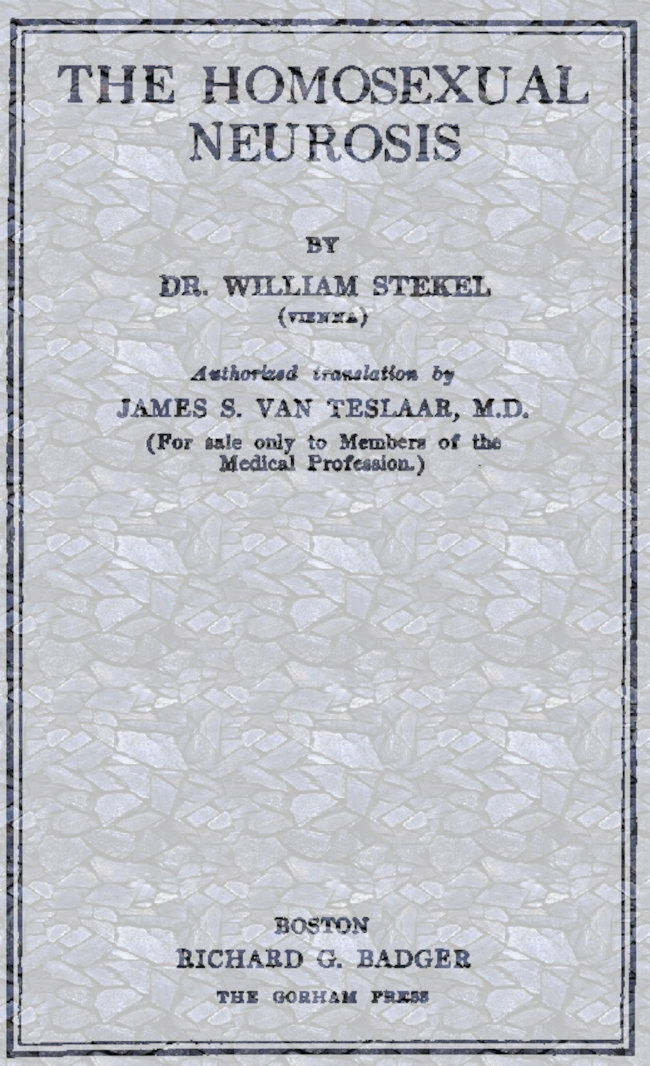 THE HOMOSEXUAL
NEUROSIS
BY
DR. WILLIAM STEKEL
(VIENNA)
Authorized translation by
JAMES S. VAN TESLAAR, M.D.
(For sale only to Members of the
Medical Profession.)
BOSTON
RICHARD G. BADGER
THE GORHAM PRESS